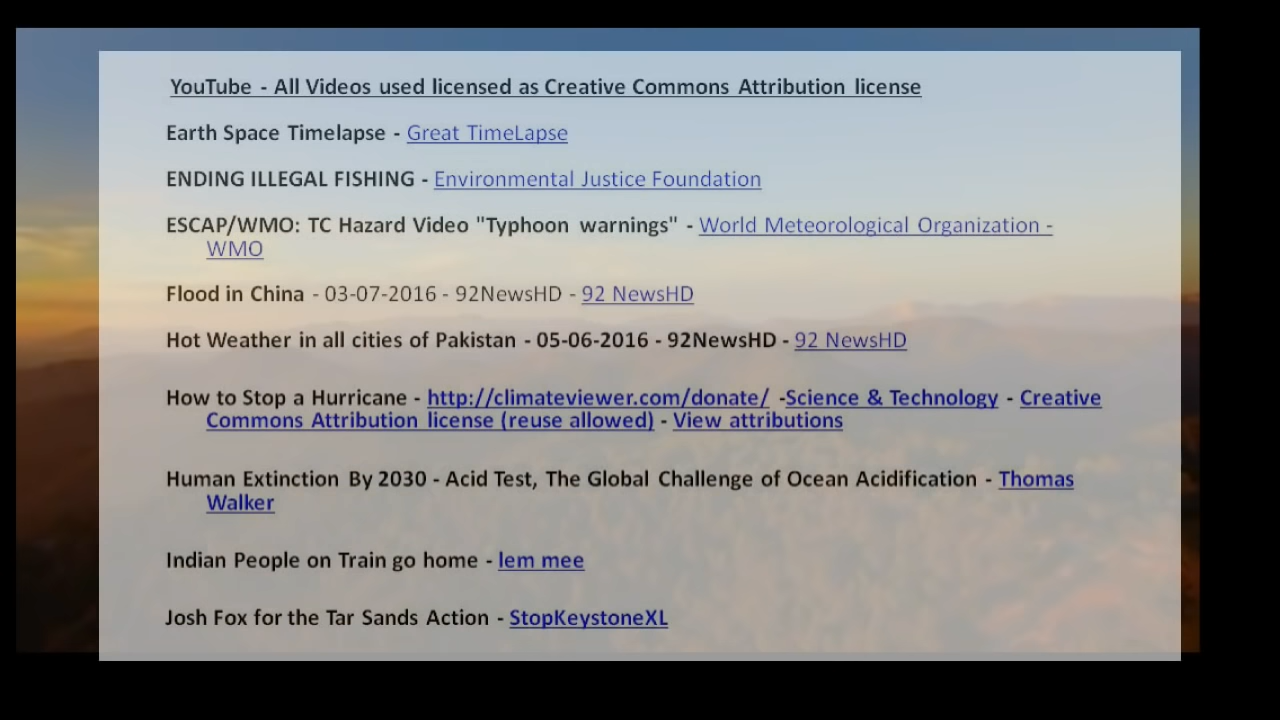 YouTube - All Videos used licensed as Creative Commons Attribution license
Earth Space Timelapse - Great TimeLapse
ENDING ILLEGAL FISHING - Environmental Justice Foundation
ESCAP/WMO: TC Hazard Video "Typhoon warnings" - World Meteorological Organization -
WMO
Flood in China - 03-07-2016 - 92NewsHD - 92 NewsHD
Hot Weather in all cities of Pakistan - 05-06-2016 - 92NewsHD - 92 NewsHD
How to Stop a Hurricane - http://climateviewer.com/donate/ -Science & Technology - Creative
Commons Attribution license (reuse allowed) - View attributions
Human Extinction By 2030 - Acid Test, The Global Challenge of Ocean Acidification - Thomas
Walker
Indian People on Train go home - lem mee
Josh Fox for the Tar Sands Action - StopKeystoneXL